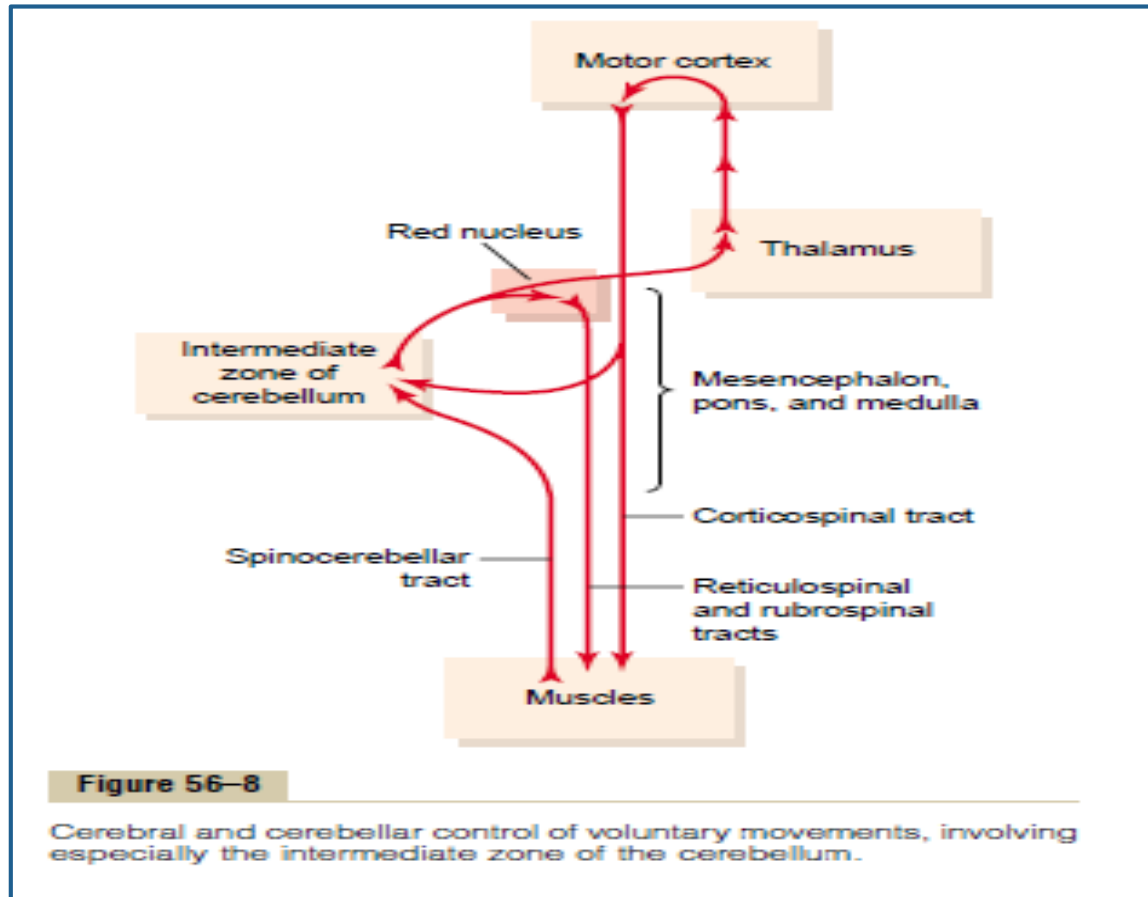 Motor cortex
Red nucleus
Thalamus
Intermediate
zone of
cerebellum
Mesencephalon,
pons, and medulla
Corticospinal tract
Spinocerebellar
tract
Reticulospinal
and rubrospinal
tracts
Muscles
Figure 56–8
Cerebral and cerebellar control of voluntary movements, involving
especially the intermediate zone of the cerebellum.